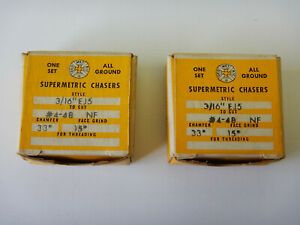 ONE SET
ALL GROUND
SUPERMETRIC CHASERS
STYLE
3/16" EJ5
TO CUT
#4-48 NF
CHAMFER FACE GRIND
33° 15°
FOR THREADING
ONE SET
ALL GROUND
SUPERMETRIC CHASERS
STYLE
3/16" EJ5
TO CUT
#4-48 NF
CHAMFER FACE GRIND
33° 15°
FOR THREADING